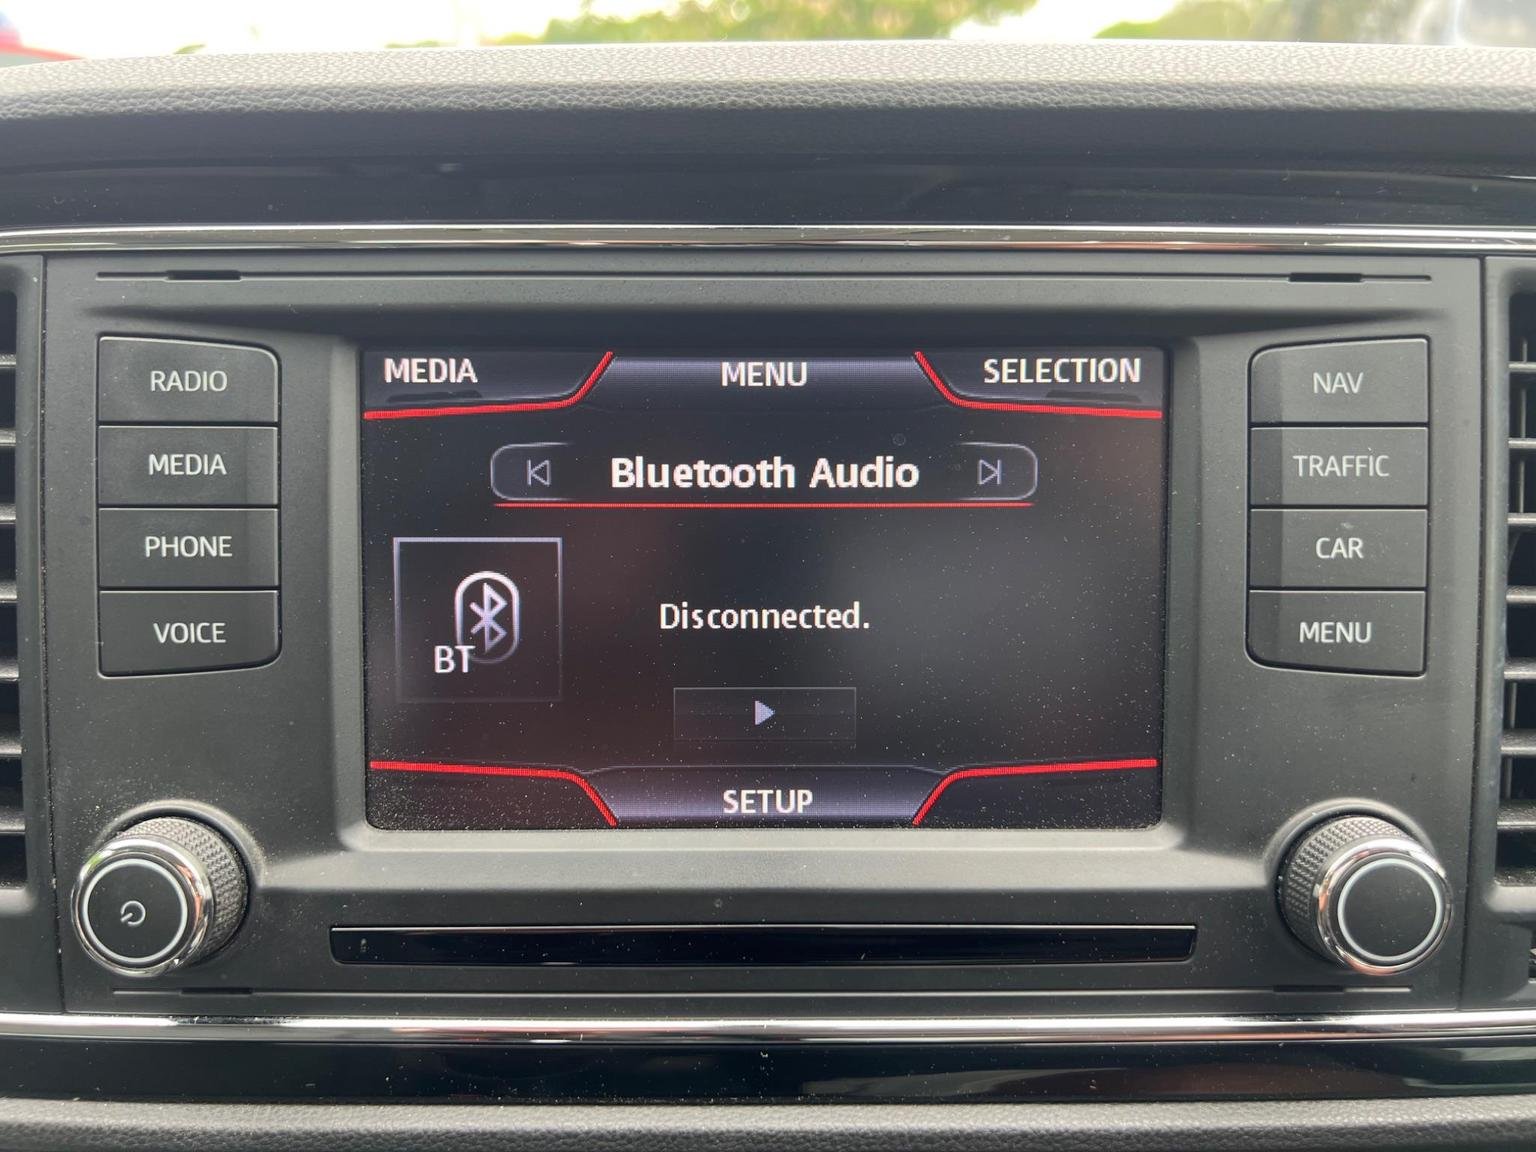 MEDIA
MENU
SELECTION
Bluetooth Audio
BT
Disconnected.
SETUP
RADIO
MEDIA
PHONE
VOICE
NAV
TRAFFIC
CAR
MENU